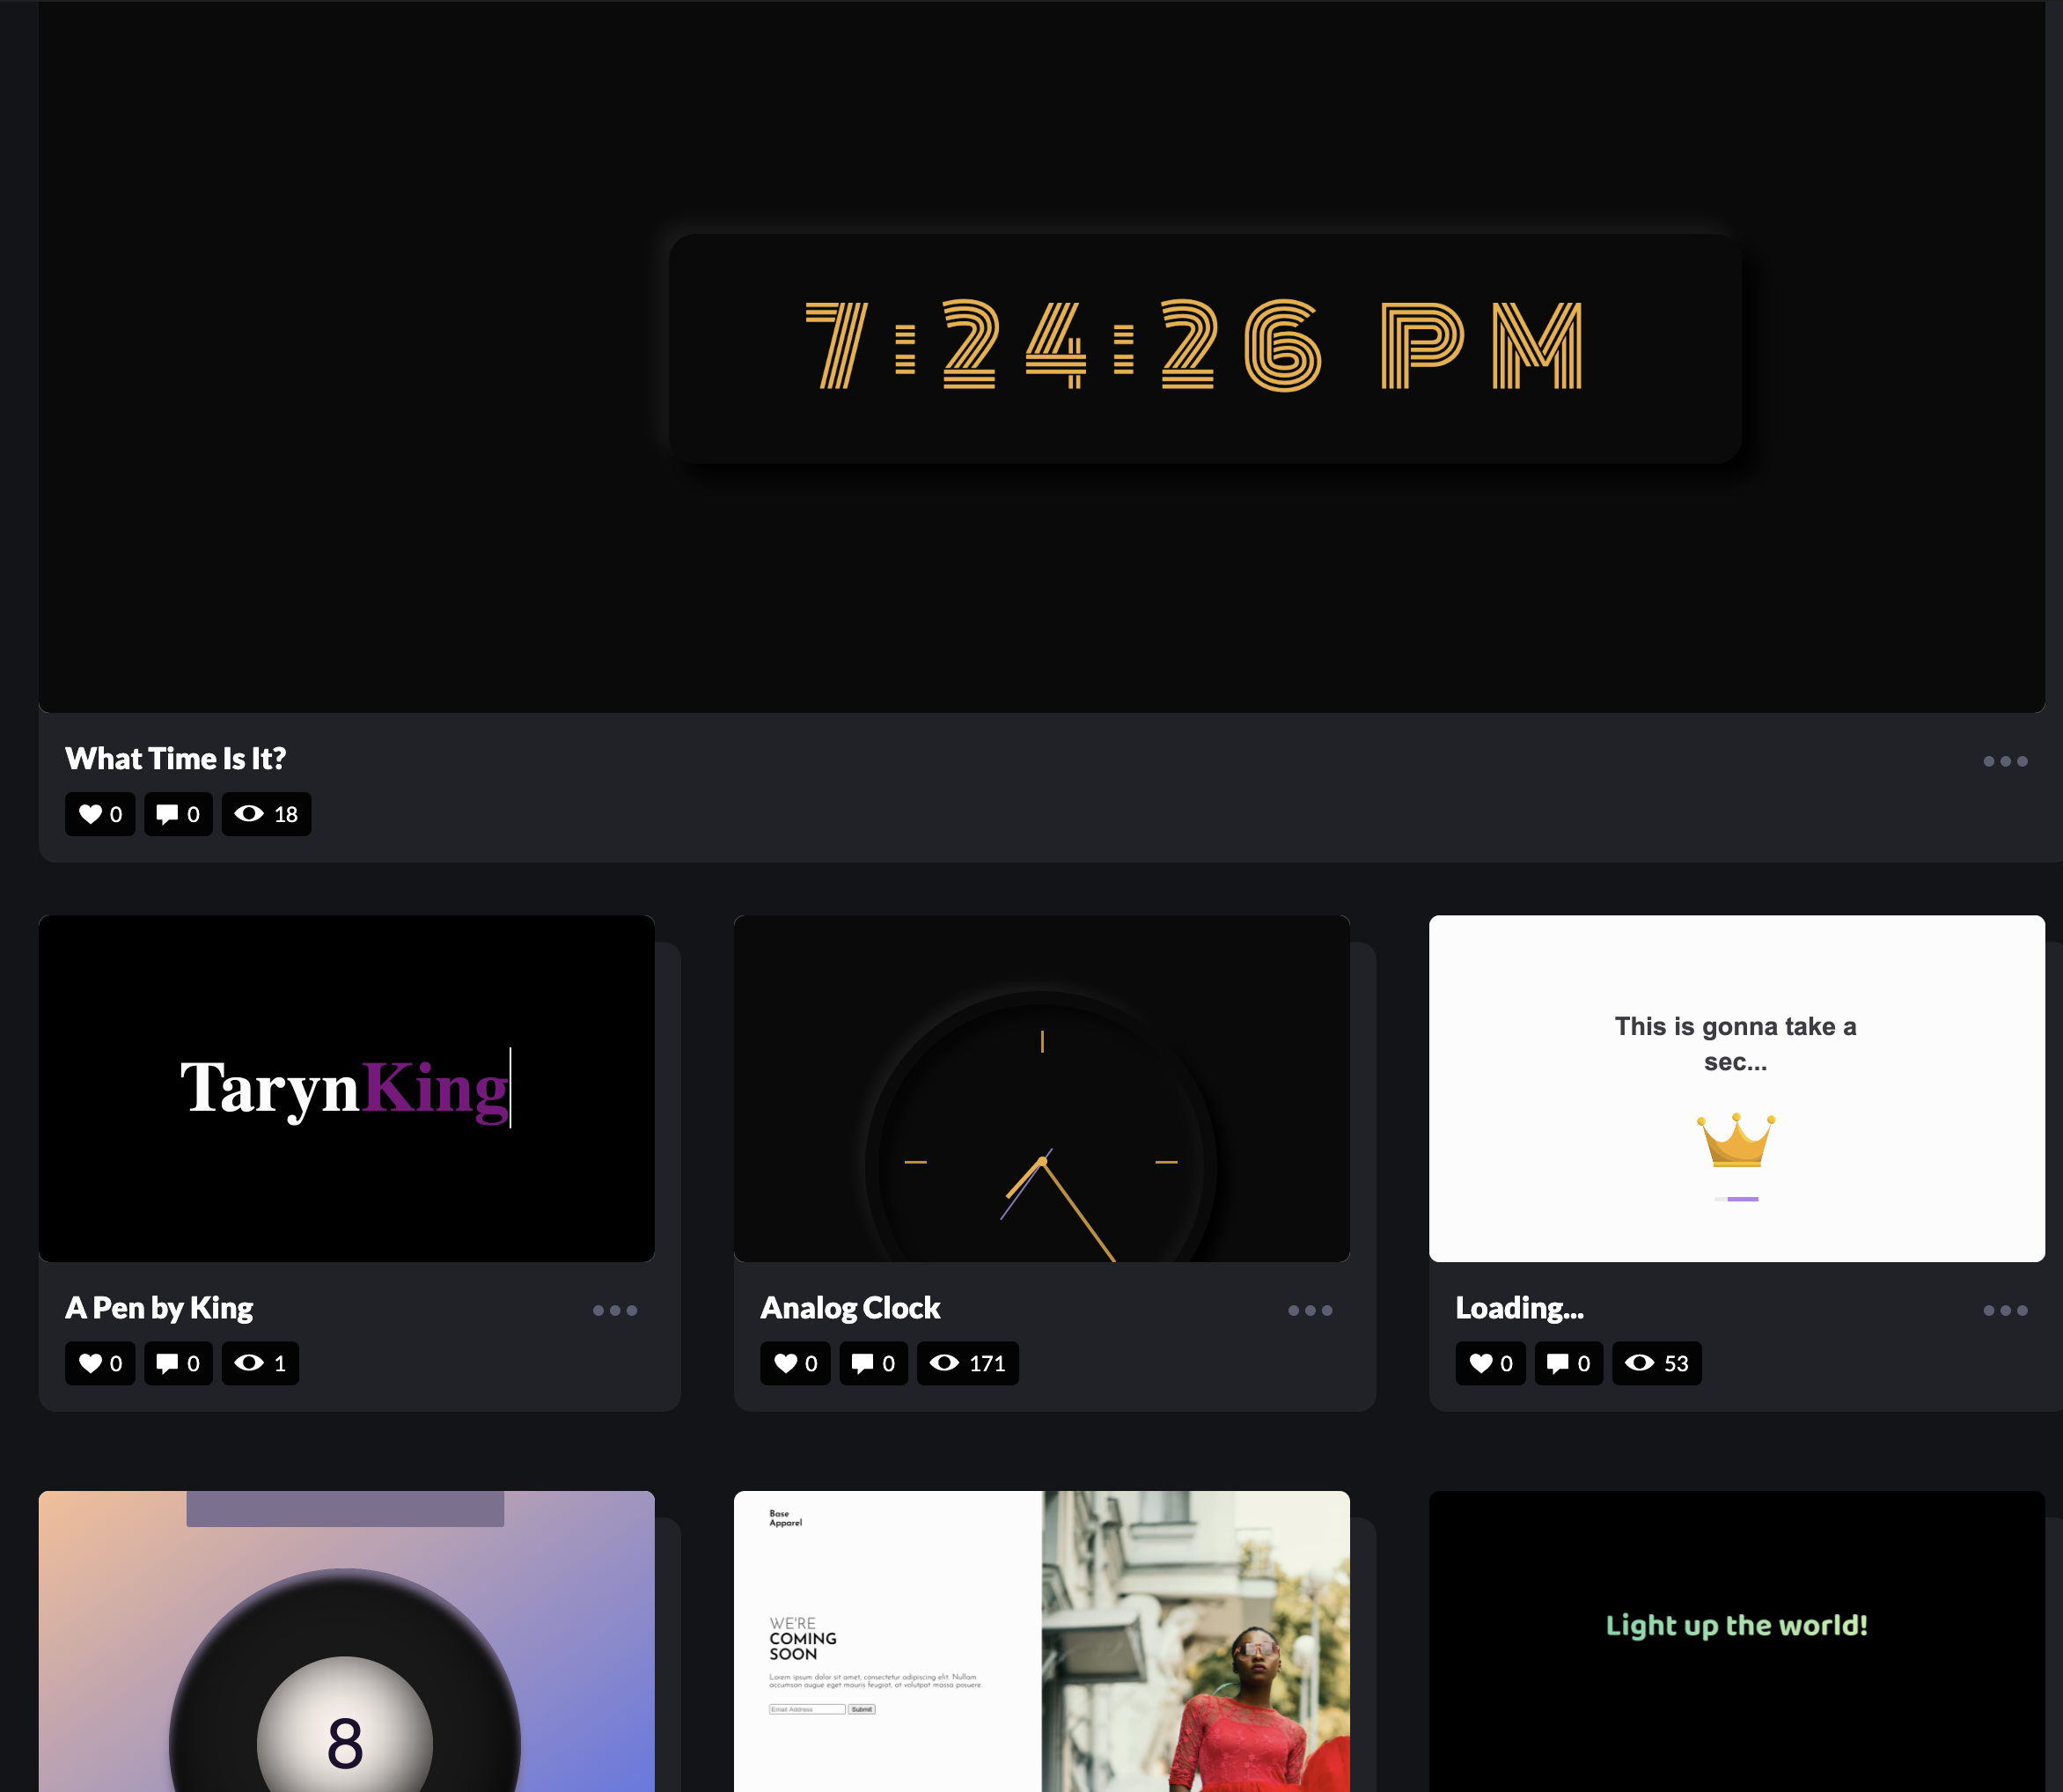 7:24:26 PM
What Time Is It?
0 0 18
TarynKing
This is gonna take a
sec...
A Pen by King
0 0 1
Analog Clock
0 0 171
Loading...
0 0 53
8
Base
Apparel
WE'RE
COMING
SOON
Lorem ipsum dolor sit amet, consectetur adipiscing elit. Nullam
accumsan augue eget mauris feugiat, at volutpat massa posuere.
Email Address Submit
Light up the world!